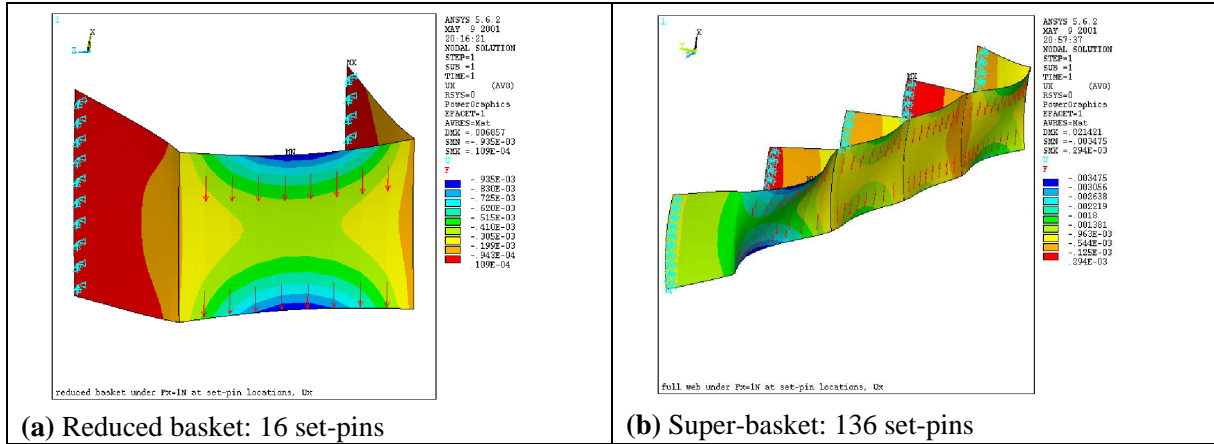 1
X
Z
MX
MN
ANSYS 5.6.2
MAY 9 2001
20:16:21
NODAL SOLUTION
STEP=1
SUB =1
TIME=1
UX (AVG)
RSYS=0
PowerGraphics
EFACET=1
AVRES=Mat
DMX =.006857
SMN =-.935E-03
SMX =.109E-04
U
F
-.935E-03
-.830E-03
-.725E-03
-.620E-03
-.515E-03
-.410E-03
-.305E-03
-.199E-03
-.943E-04
.109E-04
reduced basket under Fx=1N at set-pin locations, Ux
(a) Reduced basket: 16 set-pins
1
X
MX
ANSYS 5.6.2
MAY 9 2001
20:57:37
NODAL SOLUTION
STEP=1
SUB =1
TIME=1
UX (AVG)
RSYS=0
PowerGraphics
EFACET=1
AVRES=Mat
DMX =.021421
SMN =-.003475
SMX =.294E-03
U
F
-.003475
-.003056
-.002638
-.002219
-.0018
-.001381
-.963E-03
-.544E-03
-.125E-03
.294E-03
full web under Fx=1N at set-pin locations, Ux
(b) Super-basket: 136 set-pins